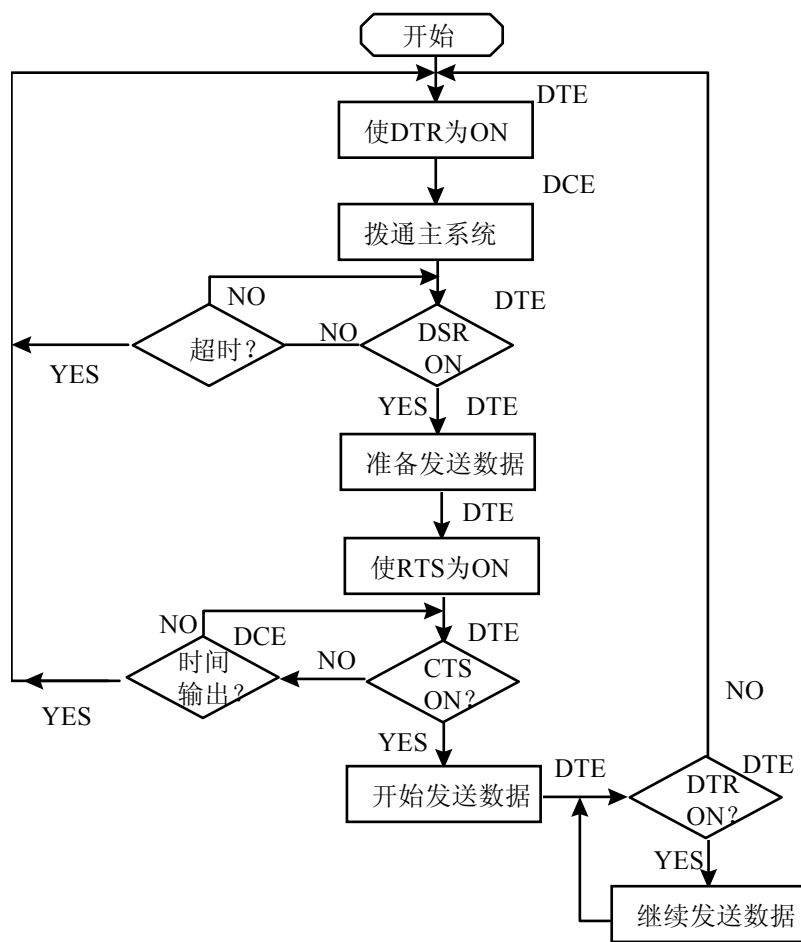 开始
DTE
使DTR为ON
DCE
拨通主系统
DTE
NO
NO
超时？
DSR
ON
YES
YES
DTE
准备发送数据
DTE
使RTS为ON
NO
DCE
DTE
时间
输出？
NO
CTS
ON？
YES
YES
NO
开始发送数据
DTE
DTE
DTR
ON？
YES
继续发送数据